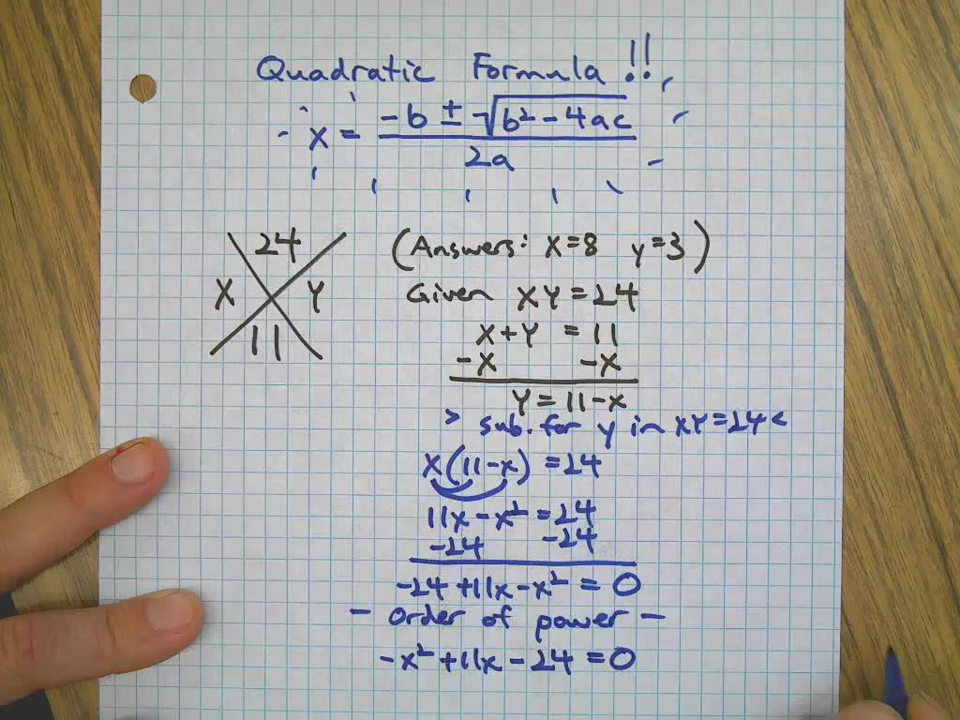 Quadratic Formula !!
x = -b ± √b² - 4ac
2a
24
X Y
11
(Answers: X=8 y=3)
Given XY = 24
X+Y = 11
-X -X
Y = 11-x
> sub. for y in XY=24 <
X(11-x) = 24
11x - x² = 24
-24 -24
-24 + 11x - x² = 0
- Order of power -
-x² + 11x - 24 = 0